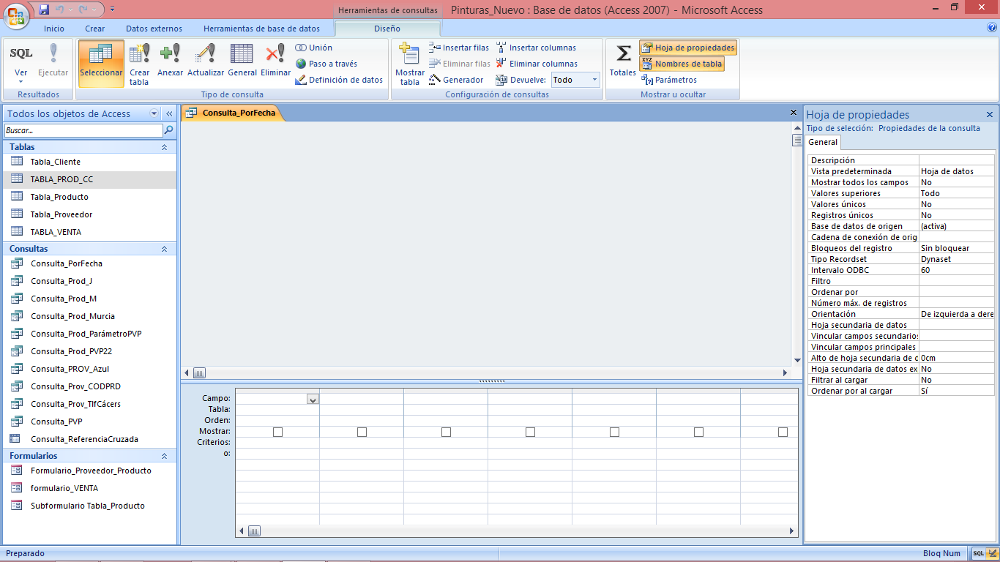 Herramientas de consultas
Pinturas_Nuevo : Base de datos (Access 2007) - Microsoft Access
Inicio
Crear
Datos externos
Herramientas de base de datos
Diseño
SQL
Ver
Ejecutar
Resultados
Seleccionar
Crear
tabla
Anexar
Actualizar
General
Eliminar
Unión
Paso a través
Definición de datos
Tipo de consulta
Mostrar
tabla
Insertar filas
Eliminar filas
Generador
Insertar columnas
Eliminar columnas
Devuelve: Todo
Configuración de consultas
Totales
Hoja de propiedades
Nombres de tabla
Parámetros
Mostrar u ocultar
Todos los objetos de Access
Buscar...
Tablas
Tabla_Cliente
TABLA_PROD_CC
Tabla_Producto
Tabla_Proveedor
TABLA_VENTA
Consultas
Consulta_PorFecha
Consulta_Prod_J
Consulta_Prod_M
Consulta_Prod_Murcia
Consulta_Prod_ParámetroPVP
Consulta_Prod_PVP22
Consulta_PROV_Azul
Consulta_Prov_CODPRD
Consulta_Prov_TlfCácers
Consulta_PVP
Consulta_ReferenciaCruzada
Formularios
Formulario_Proveedor_Producto
formulario_VENTA
Subformulario Tabla_Producto
Consulta_PorFecha
Campo:
Tabla:
Orden:
Mostrar:
Criterios:
o:
Hoja de propiedades
Tipo de selección: Propiedades de la consulta
General
Descripción
Vista predeterminada Hoja de datos
Mostrar todos los campos No
Valores superiores Todo
Valores únicos No
Registros únicos No
Base de datos de origen (activa)
Cadena de conexión de orig
Bloqueos del registro Sin bloquear
Tipo Recordset Dynaset
Intervalo ODBC 60
Filtro
Ordenar por
Número máx. de registros
Orientación De izquierda a dere
Hoja secundaria de datos
Vincular campos secundarios
Vincular campos principales
Alto de hoja secundaria de d 0cm
Hoja secundaria de datos ex No
Filtrar al cargar No
Ordenar por al cargar Sí
Preparado
Bloq Num
SQL